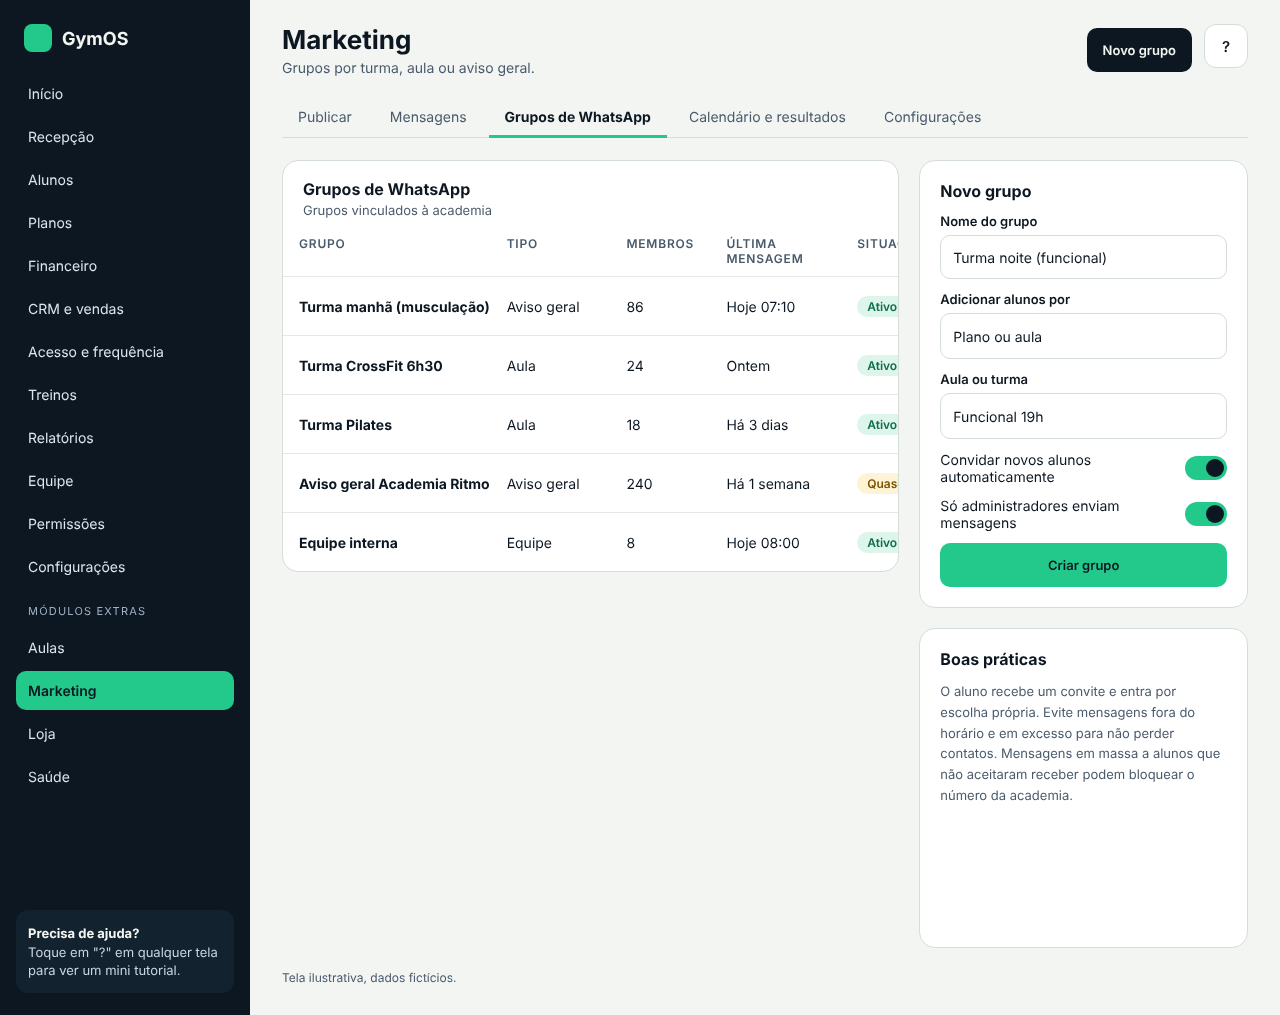 GymOS
Início
Recepção
Alunos
Planos
Financeiro
CRM e vendas
Acesso e frequência
Treinos
Relatórios
Equipe
Permissões
Configurações
MÓDULOS EXTRAS
Aulas
Marketing
Loja
Saúde
Precisa de ajuda?
Toque em "?" em qualquer tela
para ver um mini tutorial.
Marketing
Grupos por turma, aula ou aviso geral.
Novo grupo
?
Publicar
Mensagens
Grupos de WhatsApp
Calendário e resultados
Configurações
Grupos de WhatsApp
Grupos vinculados à academia
GRUPO TIPO MEMBROS ÚLTIMA MENSAGEM
Turma manhã (musculação) Aviso geral 86 Hoje 07:10 Ativo
Turma CrossFit 6h30 Aula 24 Ontem Ativo
Turma Pilates Aula 18 Há 3 dias Ativo
Aviso geral Academia Ritmo Aviso geral 240 Há 1 semana Quas
Equipe interna Equipe 8 Hoje 08:00 Ativo
Novo grupo
Nome do grupo
Turma noite (funcional)
Adicionar alunos por
Plano ou aula
Aula ou turma
Funcional 19h
Convidar novos alunos
automaticamente
Só administradores enviam
mensagens
Criar grupo
Boas práticas
O aluno recebe um convite e entra por
escolha própria. Evite mensagens fora do
horário e em excesso para não perder
contatos. Mensagens em massa a alunos que
não aceitaram receber podem bloquear o
número da academia.
Tela ilustrativa, dados fictícios.